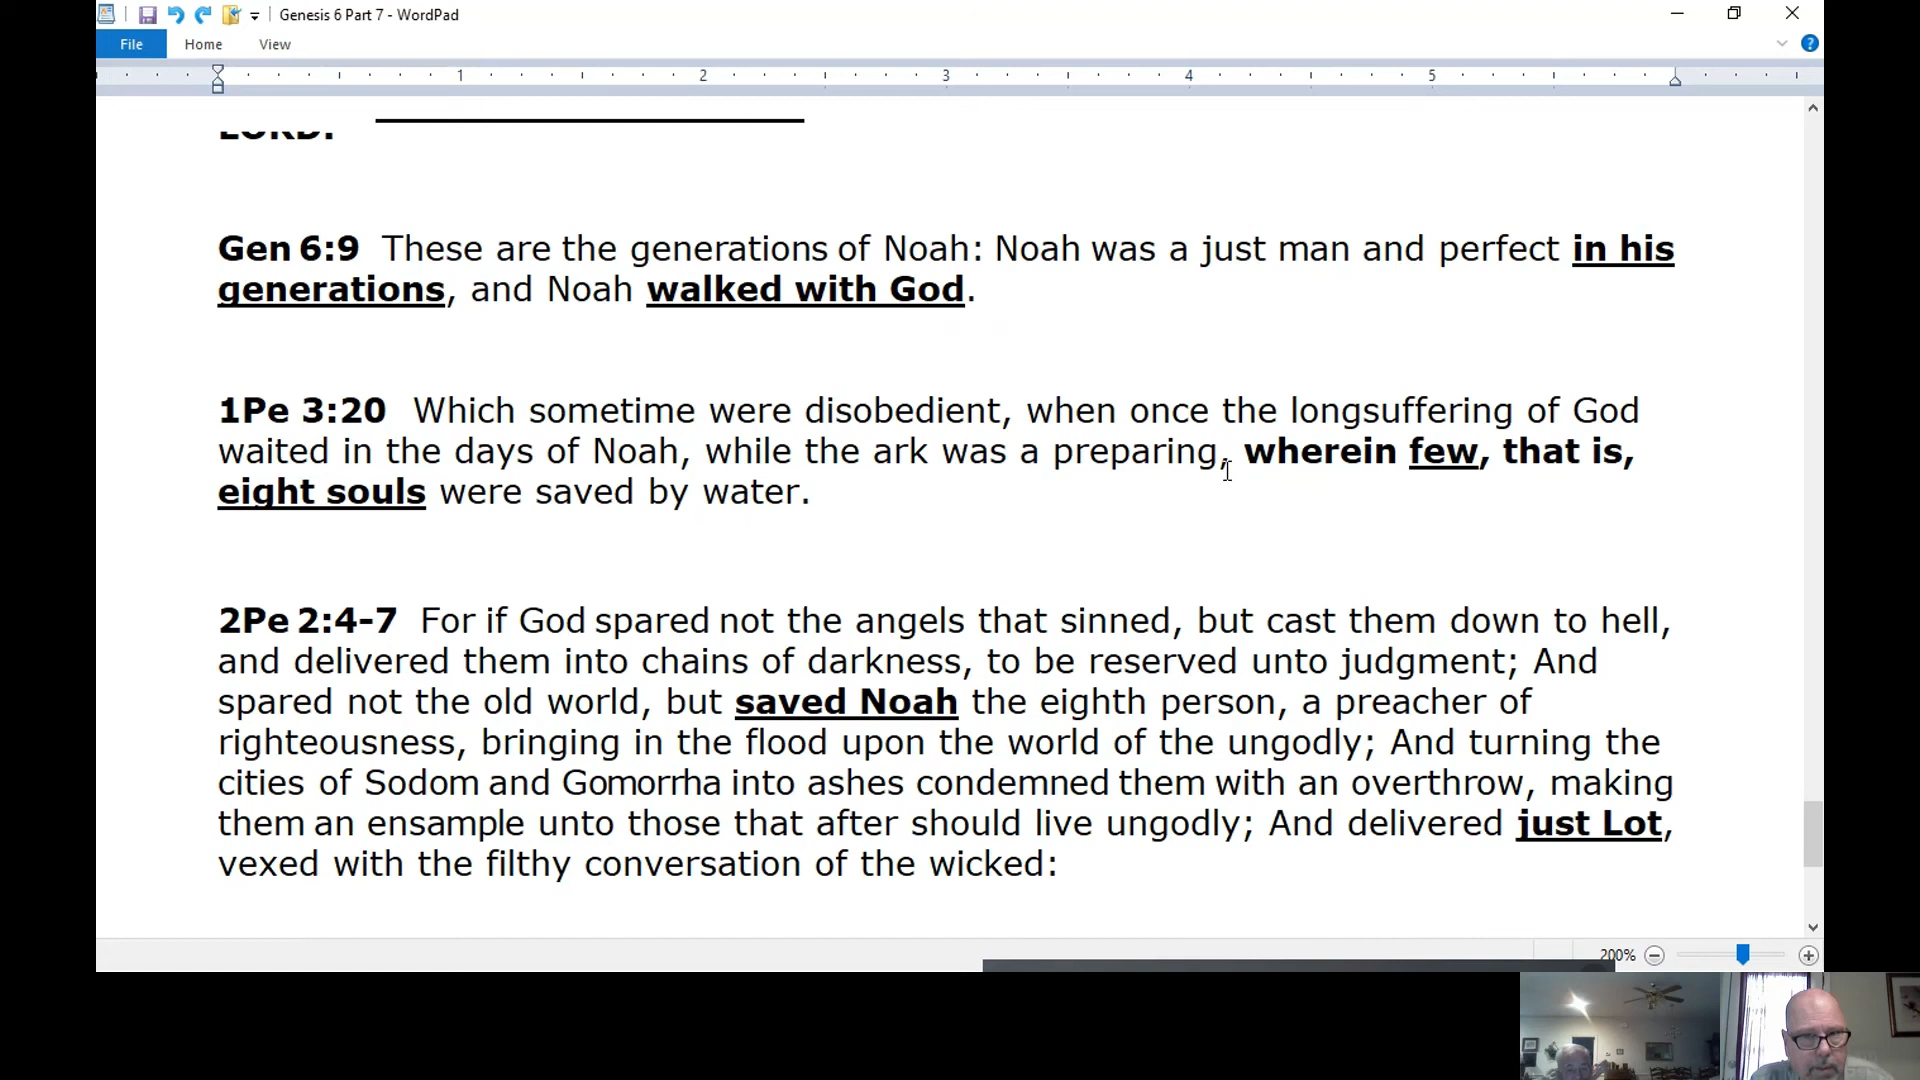 Genesis 6 Part 7 - WordPad
File Home View
1 2 3 4 5
LORD.
Gen 6:9 These are the generations of Noah: Noah was a just man and perfect in his
generations, and Noah walked with God.
1Pe 3:20 Which sometime were disobedient, when once the longsuffering of God
waited in the days of Noah, while the ark was a preparing, wherein few, that is,
eight souls were saved by water.
2Pe 2:4-7 For if God spared not the angels that sinned, but cast them down to hell,
and delivered them into chains of darkness, to be reserved unto judgment; And
spared not the old world, but saved Noah the eighth person, a preacher of
righteousness, bringing in the flood upon the world of the ungodly; And turning the
cities of Sodom and Gomorrha into ashes condemned them with an overthrow, making
them an ensample unto those that after should live ungodly; And delivered just Lot,
vexed with the filthy conversation of the wicked:
200%